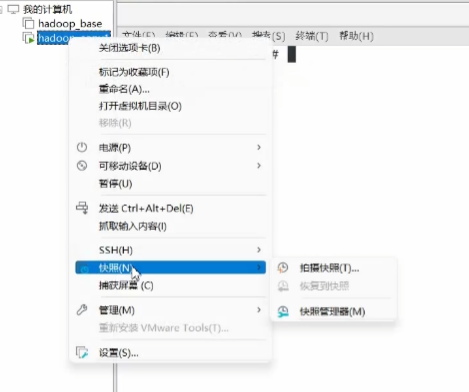 我的计算机
hadoop_base
文件(F) 编辑(E) 查看(V) 搜索(S) 终端(T) 帮助(H)
#
关闭选项卡(B)
标记为收藏项(F)
重命名(A)...
打开虚拟机目录(O)
移除(R)
电源(P)
可移动设备(D)
暂停(U)
发送 Ctrl+Alt+Del(E)
抓取输入内容(I)
SSH(H)
快照(N)
拍摄快照(T)...
捕获屏幕 (C)
恢复到快照
管理(M)
快照管理器(M)
重新安装 VMware Tools(T)...
设置(S)...